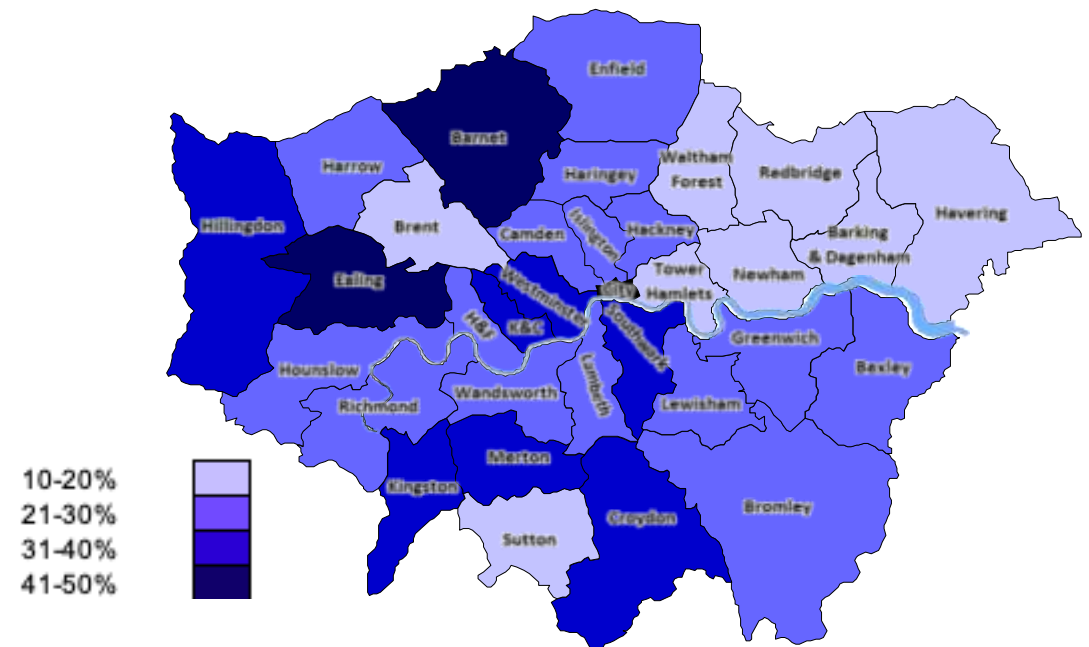 Enfield
Barnet
Waltham
Forest
Redbridge
Harrow
Haringey
Havering
Hillingdon
Brent
Camden
Islington
Hackney
Barking
& Dagenham
Ealing
Tower
Hamlets
Newham
Westminster
City
K&C
H&F
Southwark
Greenwich
Hounslow
Bexley
Richmond
Wandsworth
Lambeth
Lewisham
Merton
Kingston
Croydon
Bromley
Sutton
10-20%
21-30%
31-40%
41-50%